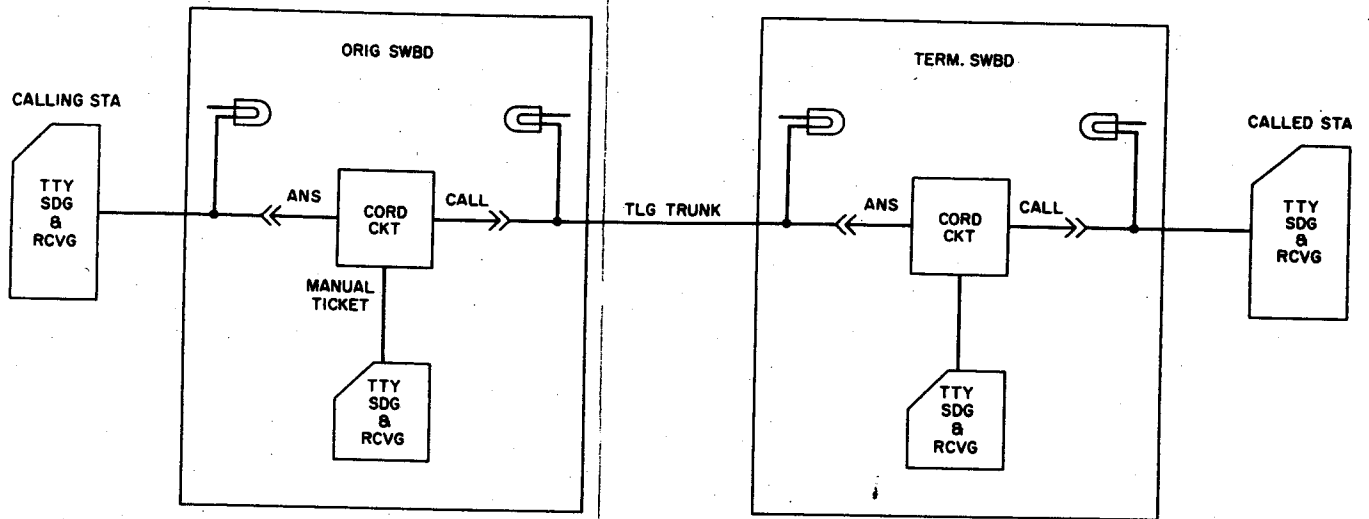 ORIG SWBD
TERM. SWBD
CALLING STA
CALLED STA
TTY
SDG
&
RCVG
ANS
CORD
CKT
CALL
TLG TRUNK
ANS
CORD
CKT
CALL
TTY
SDG
&
RCVG
MANUAL
TICKET
TTY
SDG
&
RCVG
TTY
SDG
&
RCVG